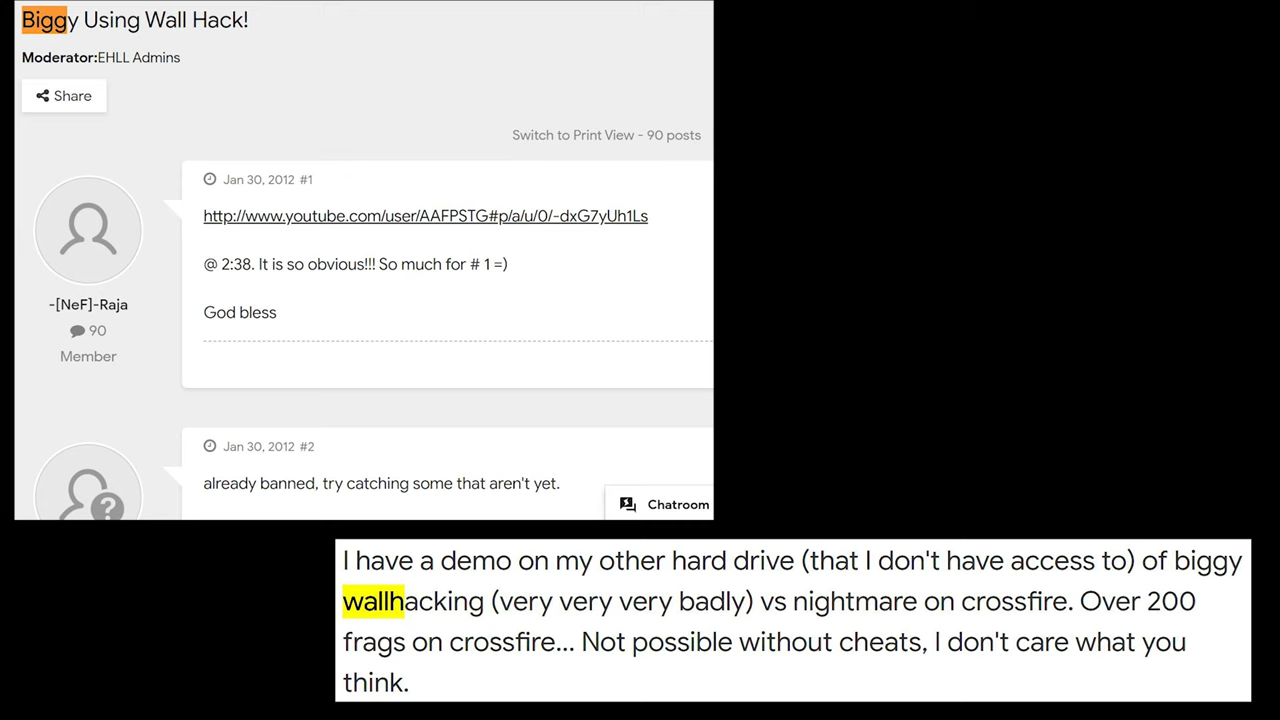 Biggy Using Wall Hack!
Moderator:EHLL Admins
Share
Switch to Print View - 90 posts
Jan 30, 2012 #1
http://www.youtube.com/user/AAFPSTG#p/a/u/0/-dxG7yUh1Ls
@ 2:38. It is so obvious!!! So much for # 1 =)
God bless
-[NeF]-Raja
90
Member
Jan 30, 2012 #2
already banned, try catching some that aren't yet.
Chatroom
I have a demo on my other hard drive (that I don't have access to) of biggy
wallhacking (very very very badly) vs nightmare on crossfire. Over 200
frags on crossfire... Not possible without cheats, I don't care what you
think.